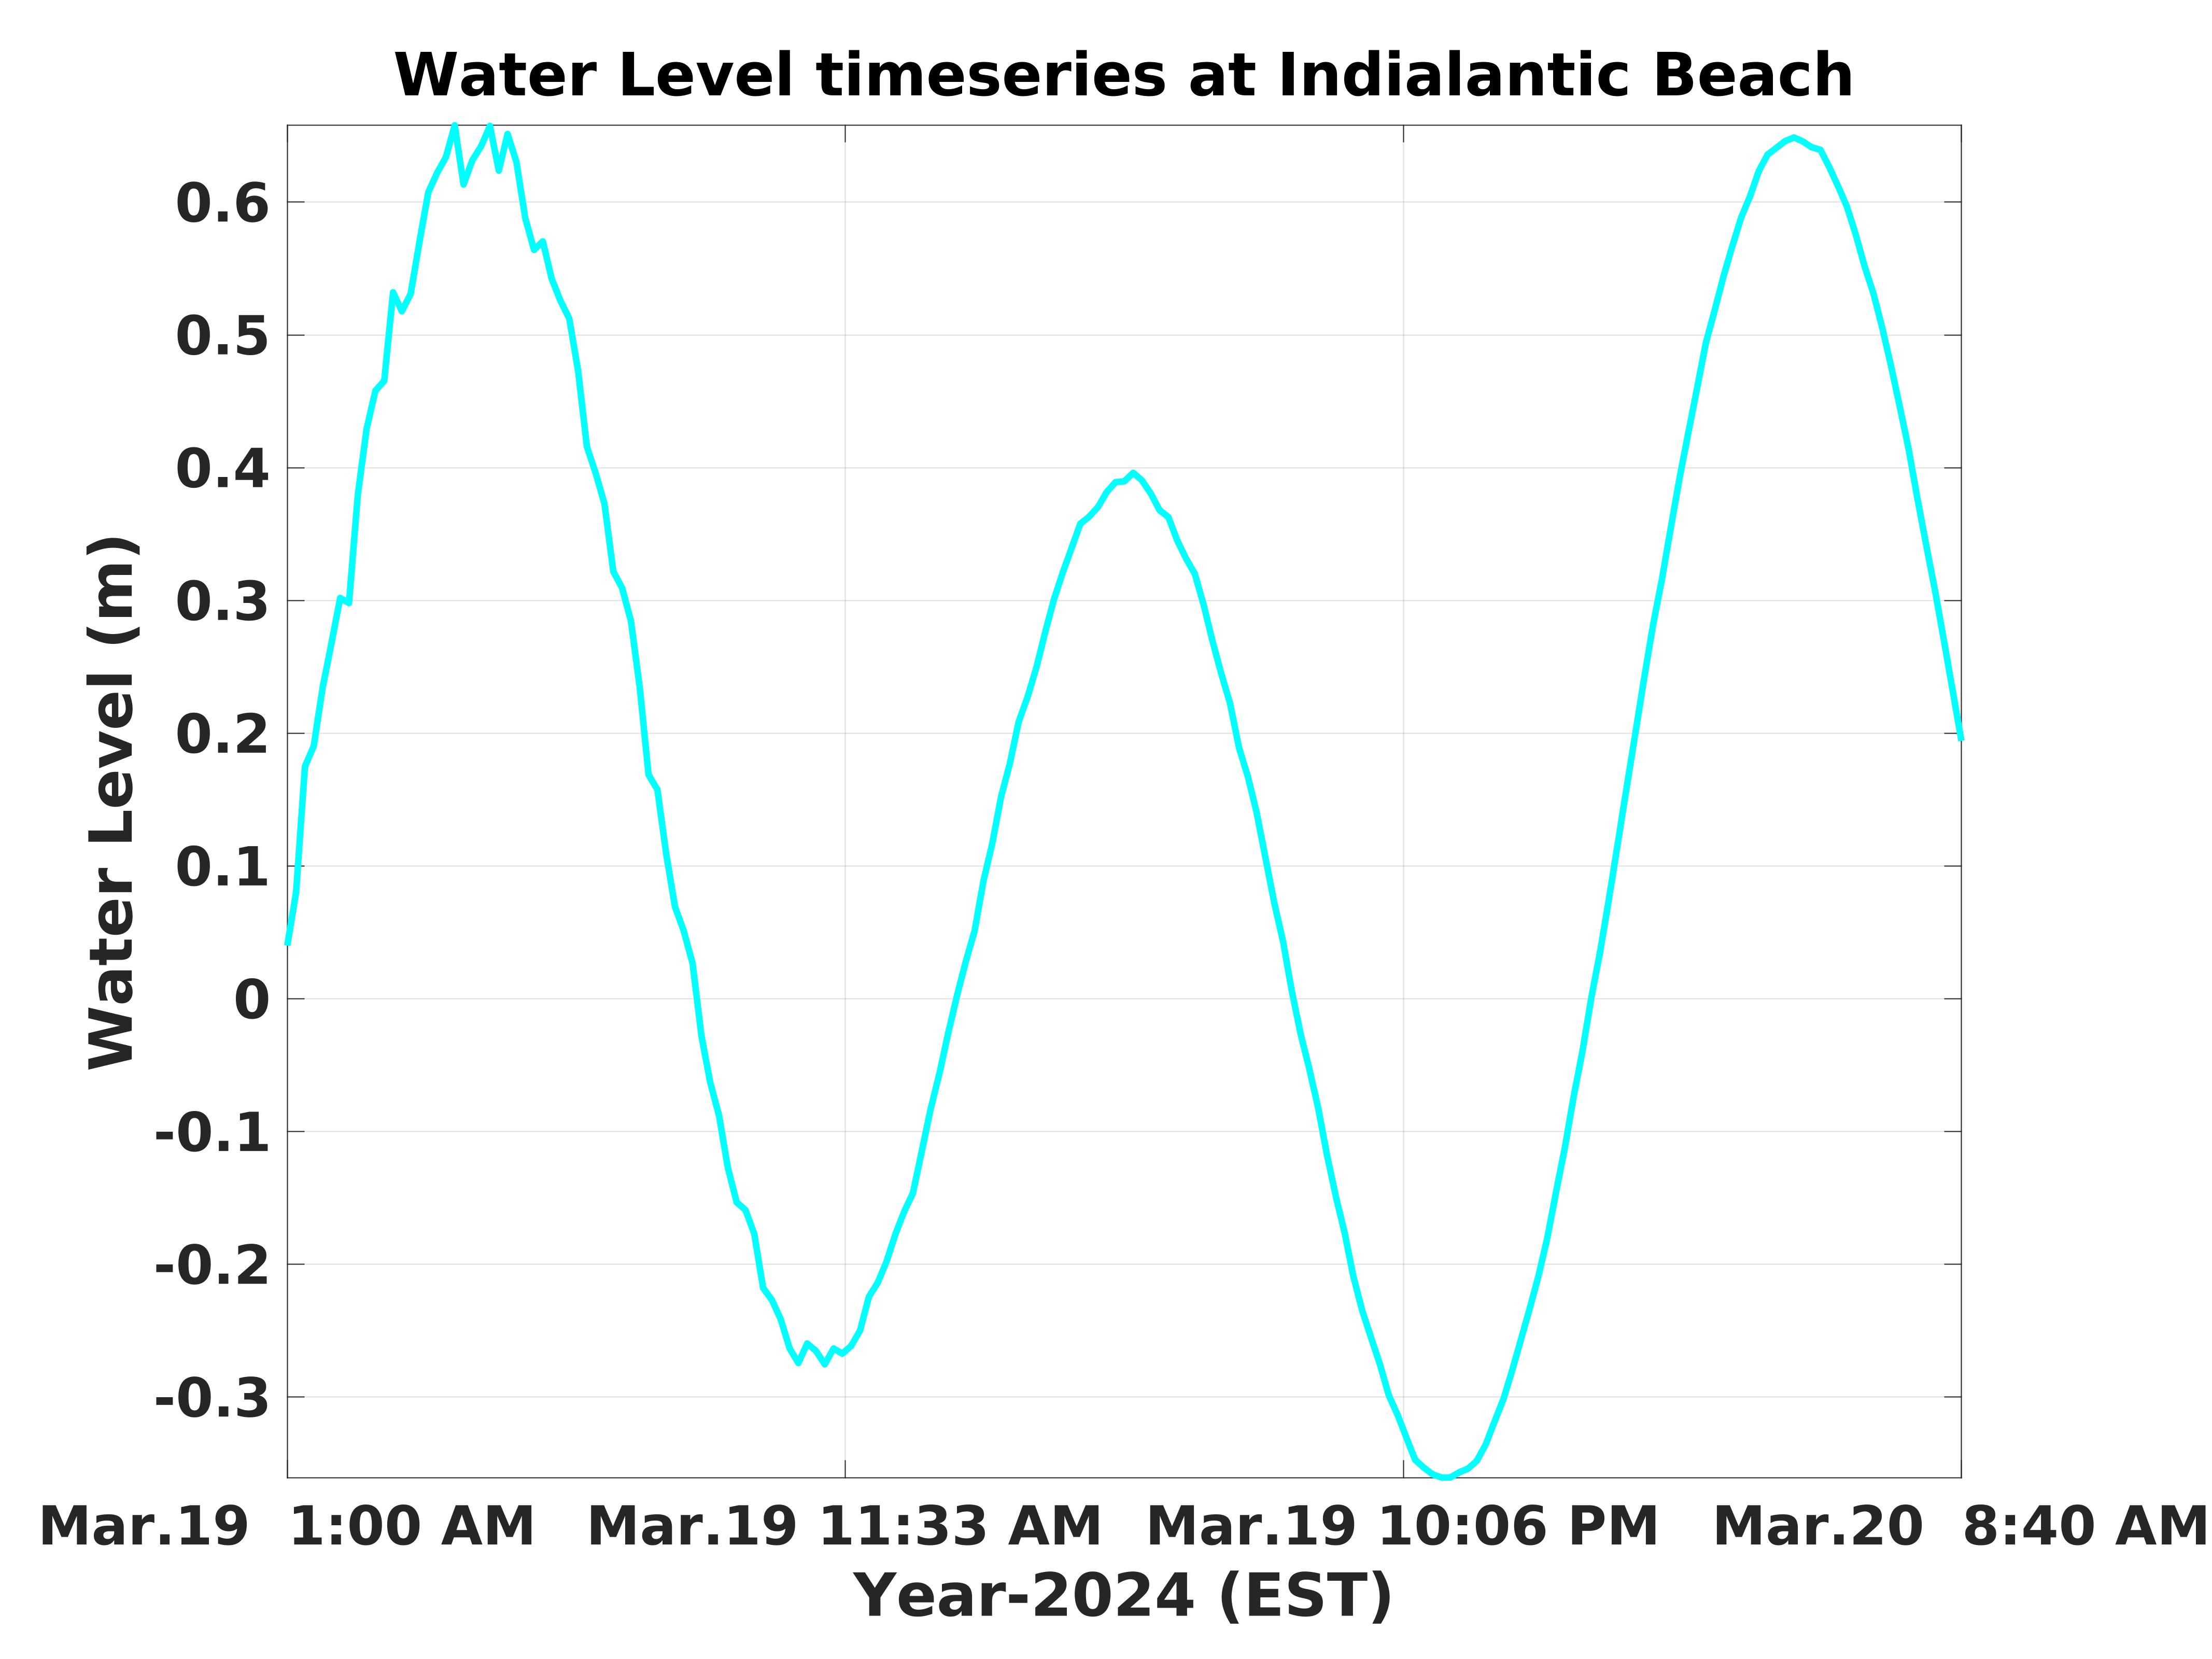 Water Level timeseries at Indialantic Beach
0.6
0.5
0.4
0.3
0.2
0.1
0
-0.1
-0.2
-0.3
Water Level (m)
Mar.19 1:00 AM Mar.19 11:33 AM Mar.19 10:06 PM Mar.20 8:40 AM
Year-2024 (EST)